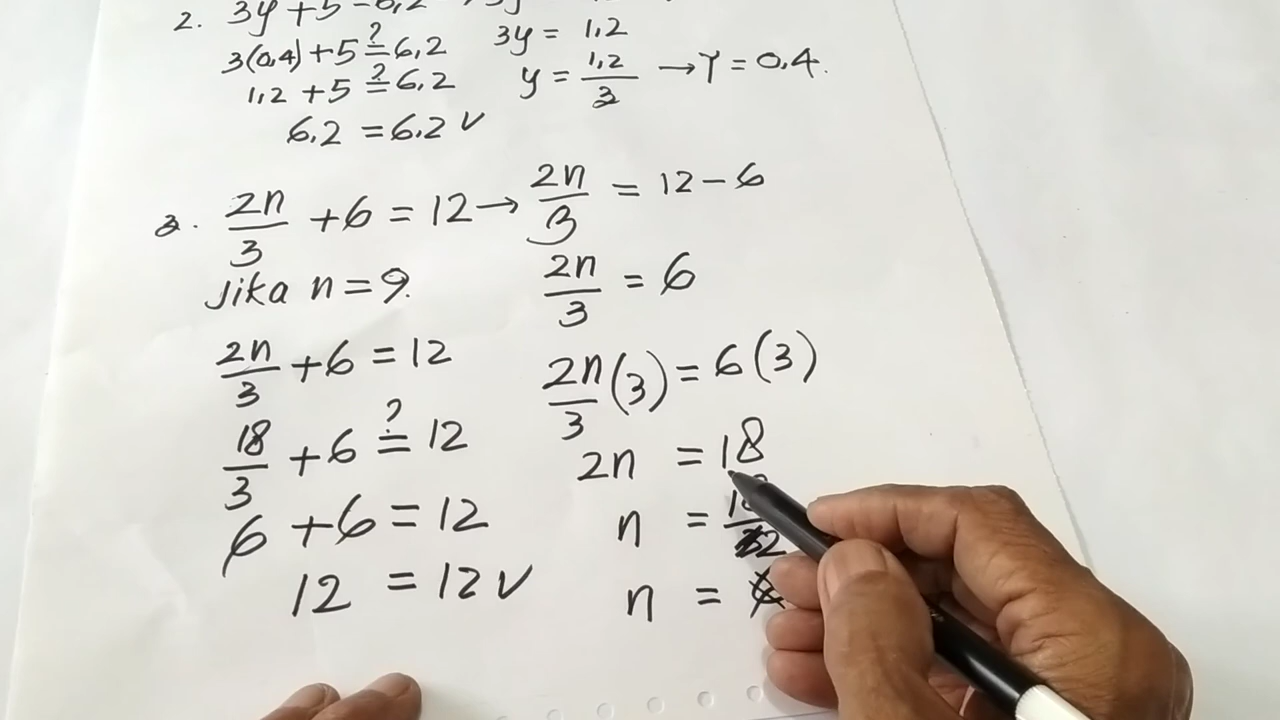 2. 3y + 5 = 6,2
3(0,4) + 5 ≟ 6,2
1,2 + 5 ≟ 6,2
6,2 = 6,2 √
3y = 1,2
y = 1,2/3 → Y = 0,4.
3. 2n/3 + 6 = 12 → 2n/3 = 12 - 6
Jika n = 9.
2n/3 + 6 = 12
18/3 + 6 ≟ 12
6 + 6 = 12
12 = 12 √
2n/3 = 6
2n/3 (3) = 6 (3)
2n = 18
n = 18/2
n =